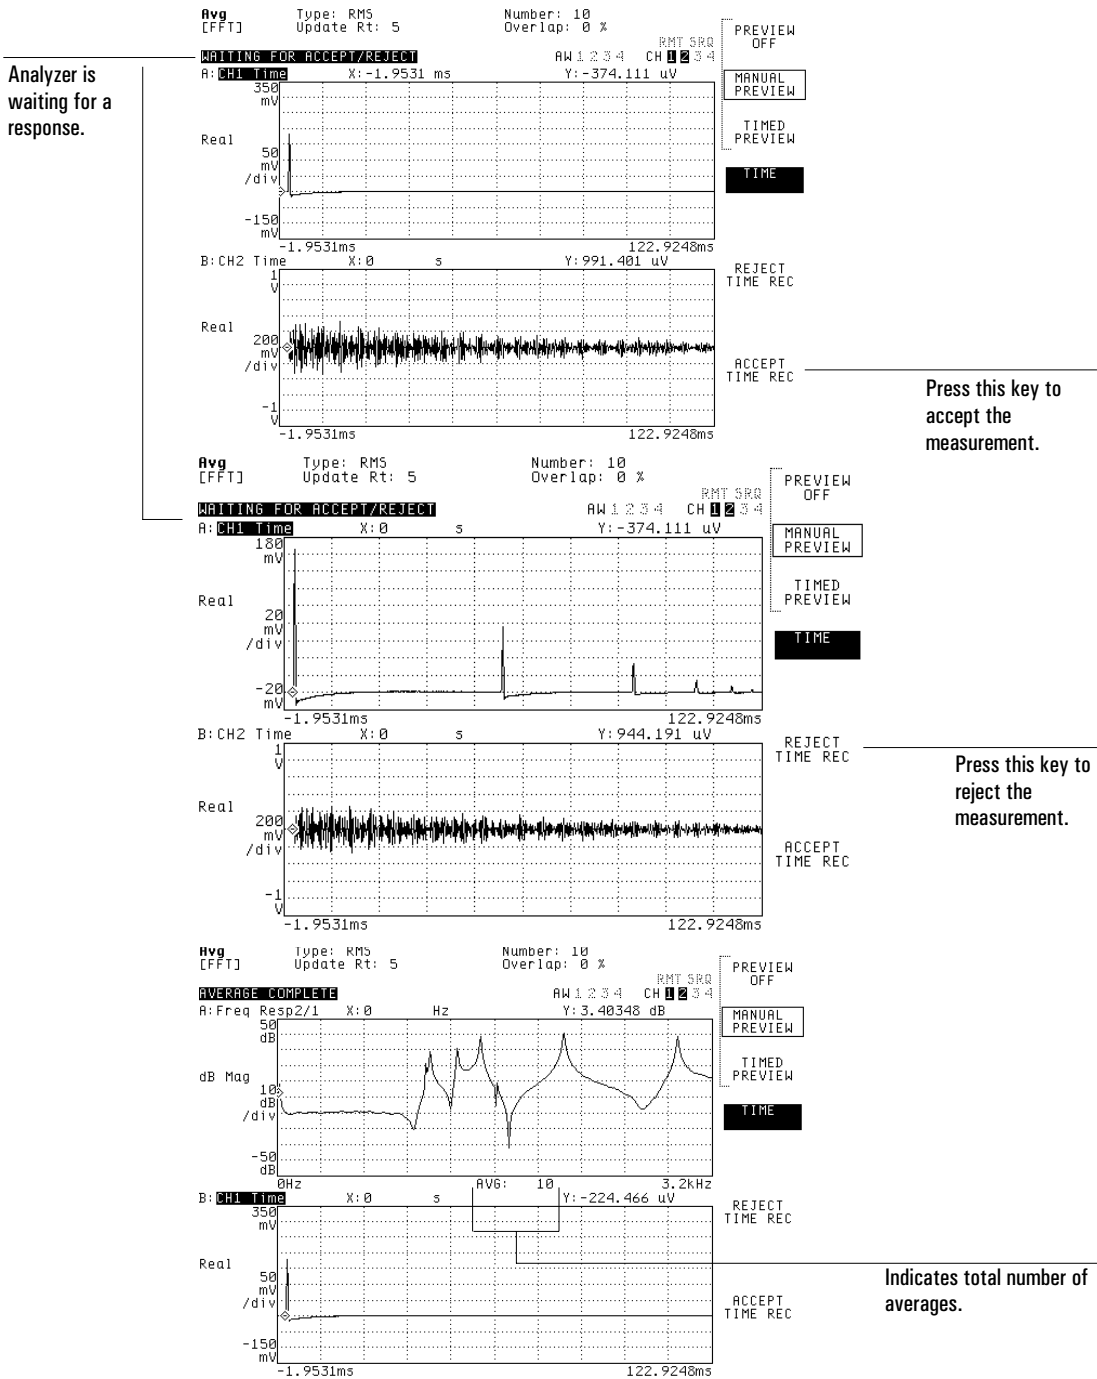 Avg Type: RMS Number: 10
[FFT] Update Rt: 5 Overlap: 0 %
PREVIEW
OFF
RMT SRQ
WAITING FOR ACCEPT/REJECT AW 1 2 3 4 CH 1 2 3 4
A: CH1 Time X:-1.9531 ms Y:-374.111 uV
MANUAL
PREVIEW
Analyzer is
waiting for a
response.
350
mV
TIMED
PREVIEW
Real
50
mV
/div
TIME
-150
mV
-1.9531ms 122.9248ms
B:CH2 Time X:0 s Y:991.401 uV
REJECT
TIME REC
1
V
Real
200
mV
/div
ACCEPT
TIME REC
Press this key to
accept the
measurement.
-1
V
-1.9531ms 122.9248ms
Avg Type: RMS Number: 10
[FFT] Update Rt: 5 Overlap: 0 %
PREVIEW
OFF
RMT SRQ
WAITING FOR ACCEPT/REJECT AW 1 2 3 4 CH 1 2 3 4
A: CH1 Time X:0 s Y:-374.111 uV
MANUAL
PREVIEW
180
mV
TIMED
PREVIEW
Real
20
mV
/div
TIME
-20
mV
-1.9531ms 122.9248ms
B:CH2 Time X:0 s Y:944.191 uV
REJECT
TIME REC
Press this key to
reject the
measurement.
1
V
Real
200
mV
/div
ACCEPT
TIME REC
-1
V
-1.9531ms 122.9248ms
Avg Type: RMS Number: 10
[FFT] Update Rt: 5 Overlap: 0 %
PREVIEW
OFF
RMT SRQ
AVERAGE COMPLETE AW 1 2 3 4 CH 1 2 3 4
A:Freq Resp2/1 X:0 Hz Y:3.40348 dB
MANUAL
PREVIEW
50
dB
TIMED
PREVIEW
dB Mag
10
dB
/div
TIME
-50
dB
0Hz AVG: 10 3.2kHz
B: CH1 Time X:0 s Y:-224.466 uV
REJECT
TIME REC
350
mV
Real
50
mV
/div
ACCEPT
TIME REC
Indicates total number of
averages.
-150
mV
-1.9531ms 122.9248ms